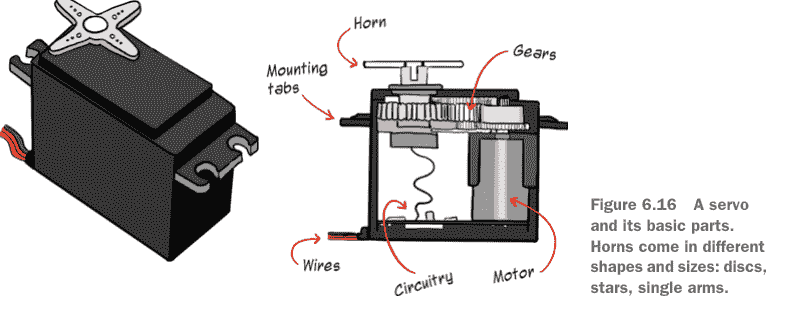 Horn
Gears
Mounting
tabs
Wires
Circuitry
Motor
Figure 6.16 A servo
and its basic parts.
Horns come in different
shapes and sizes: discs,
stars, single arms.